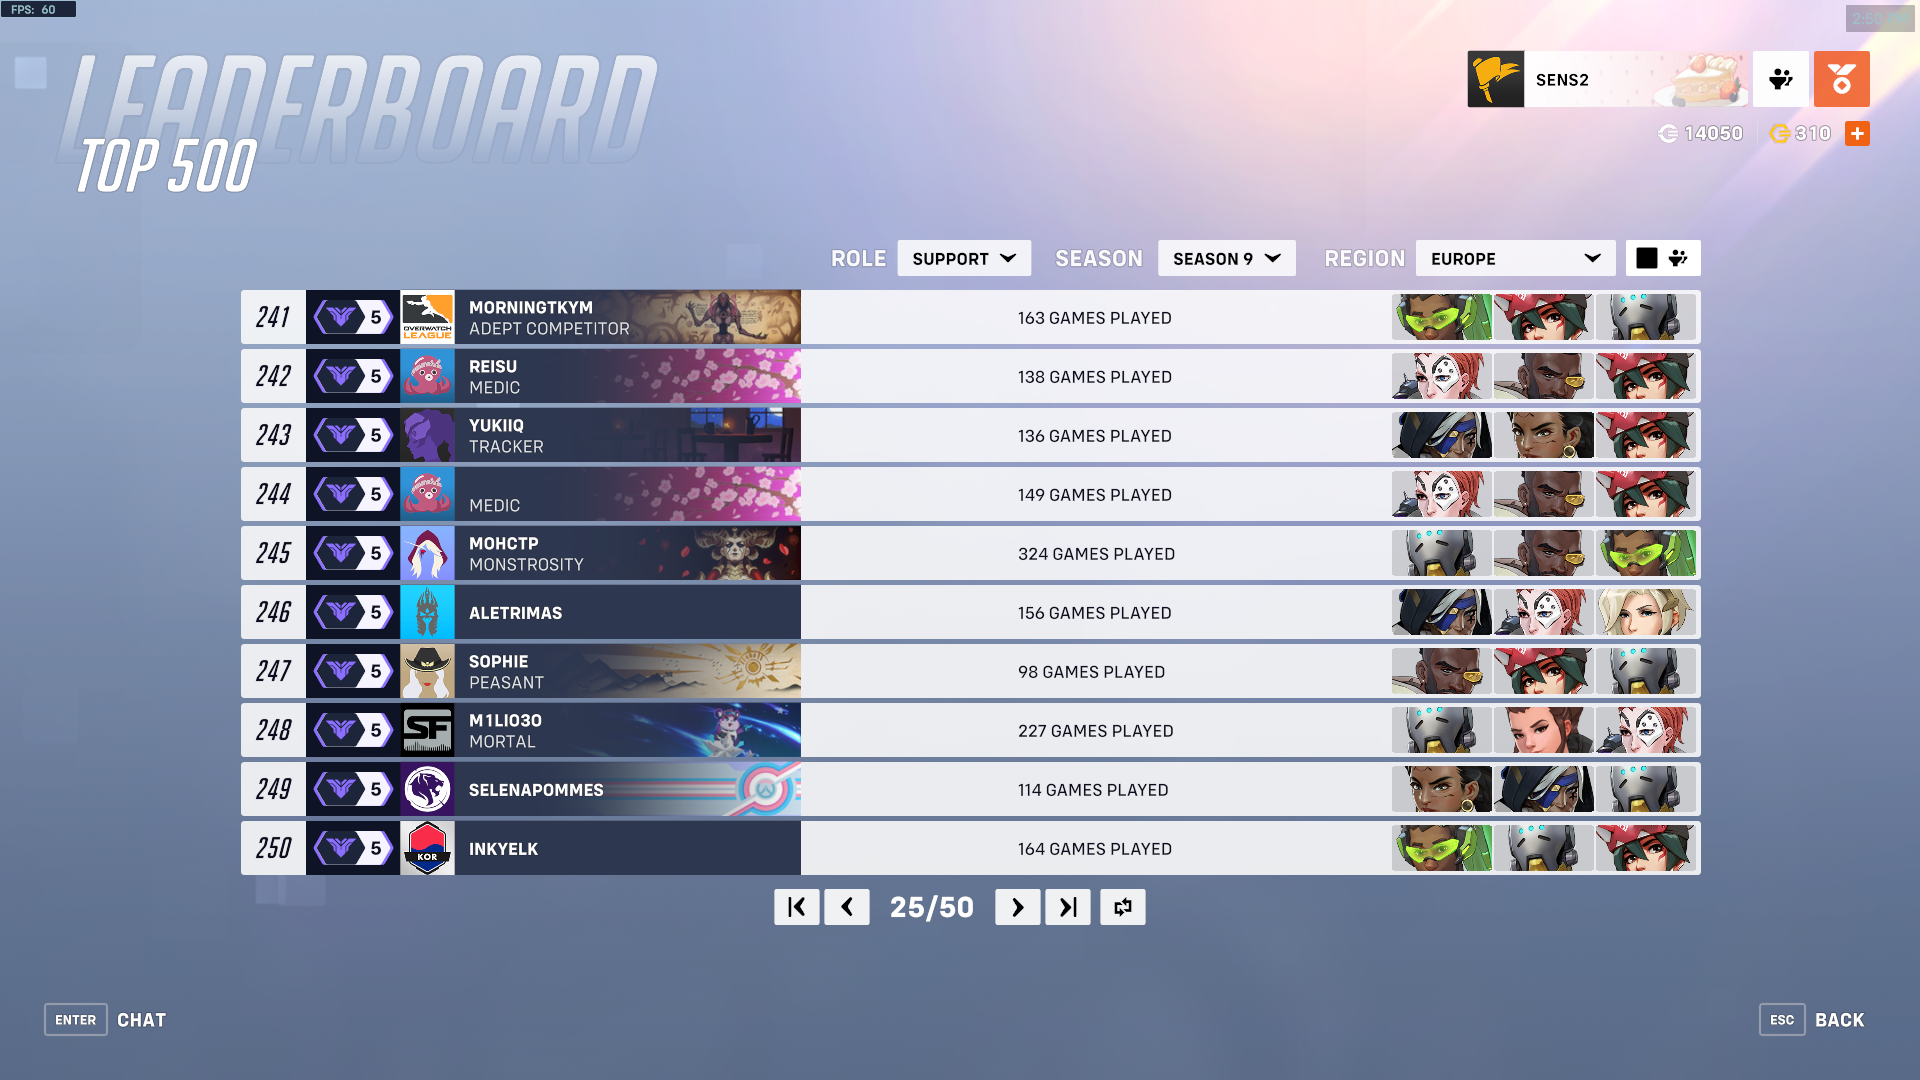 FPS: 60
LEADERBOARD
TOP 500
SENS2
14050
310
ROLE SUPPORT SEASON SEASON 9 REGION EUROPE
241 5 MORNINGTKYM
ADEPT COMPETITOR
OVERWATCH
LEAGUE
163 GAMES PLAYED
242 5 REISU
MEDIC
138 GAMES PLAYED
243 5 YUKIIQ
TRACKER
136 GAMES PLAYED
244 5 MEDIC
149 GAMES PLAYED
245 5 МОНСТР
MONSTROSITY
324 GAMES PLAYED
246 5 ALETRIMAS
156 GAMES PLAYED
247 5 SOPHIE
PEASANT
98 GAMES PLAYED
248 5 SF M1LIO3O
MORTAL
227 GAMES PLAYED
249 5 SELENAPOMMES
114 GAMES PLAYED
250 5 KOR INKYELK
164 GAMES PLAYED
25/50
ENTER CHAT
ESC BACK